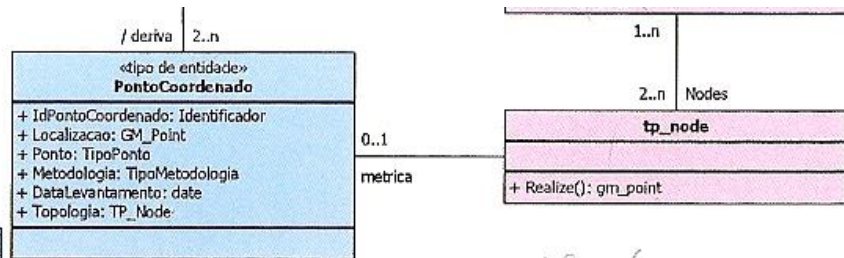 / deriva 2..n
«tipo de entidade»
PontoCoordenado
+ IdPontoCoordenado: Identificador
+ Localizacao: GM_Point
+ Ponto: TipoPonto
+ Metodologia: TipoMetodologia
+ DataLevantamento: date
+ Topologia: TP_Node
0..1
metrica
1..n
2..n Nodes
tp_node
+ Realize(): gm_point